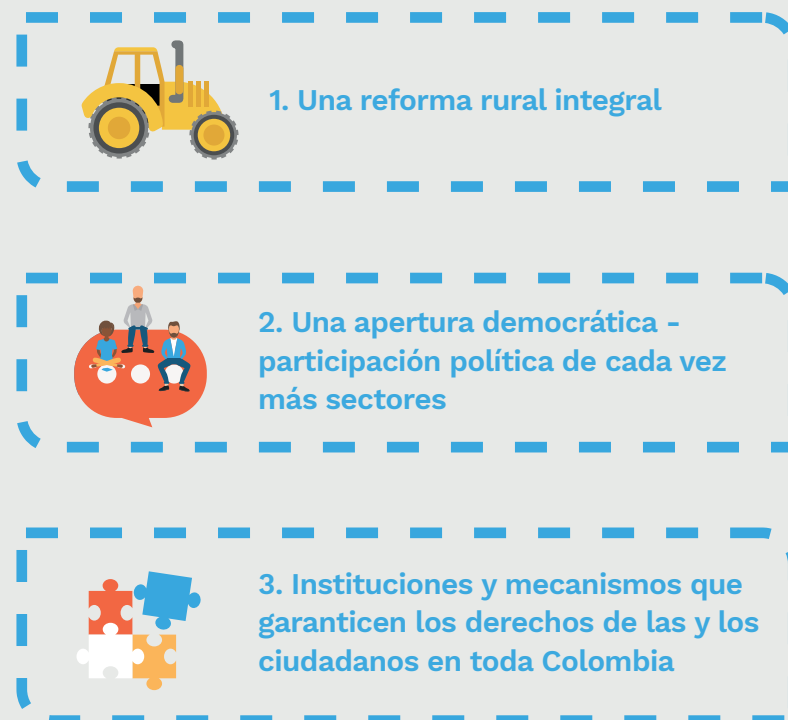 1. Una reforma rural integral
2. Una apertura democrática -
participación política de cada vez
más sectores
3. Instituciones y mecanismos que
garanticen los derechos de las y los
ciudadanos en toda Colombia